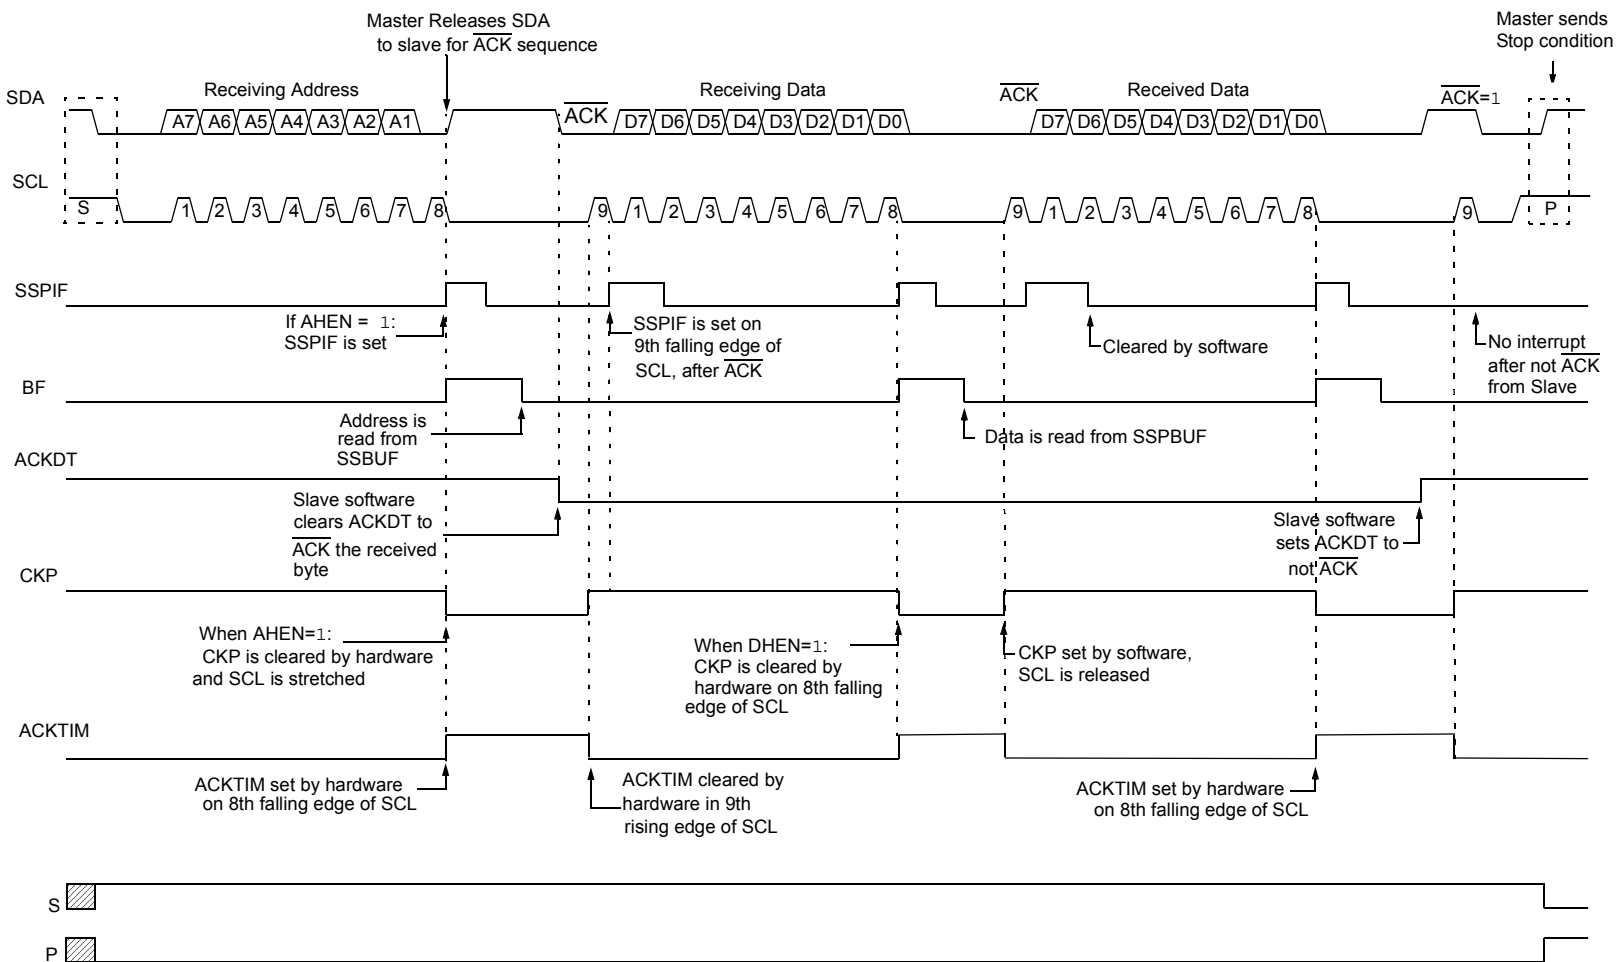 Master Releases SDA
to slave for ACK sequence
Master sends
Stop condition
SDA
Receiving Address
Receiving Data
Received Data
ACK
ACK
ACK=1
A7 A6 A5 A4 A3 A2 A1
D7 D6 D5 D4 D3 D2 D1 D0
D7 D6 D5 D4 D3 D2 D1 D0
SCL
S
1 2 3 4 5 6 7 8
9 1 2 3 4 5 6 7 8
9 1 2 3 4 5 6 7 8
9
P
SSPIF
If AHEN = 1:
SSPIF is set
SSPIF is set on
9th falling edge of
SCL, after ACK
Cleared by software
No interrupt
after not ACK
from Slave
BF
Address is
read from
SSBUF
Data is read from SSPBUF
ACKDT
Slave software
clears ACKDT to
ACK the received
byte
Slave software
sets ACKDT to
not ACK
CKP
When AHEN=1:
CKP is cleared by hardware
and SCL is stretched
When DHEN=1:
CKP is cleared by
hardware on 8th falling
edge of SCL
CKP set by software,
SCL is released
ACKTIM
ACKTIM set by hardware
on 8th falling edge of SCL
ACKTIM cleared by
hardware in 9th
rising edge of SCL
ACKTIM set by hardware
on 8th falling edge of SCL
S
P